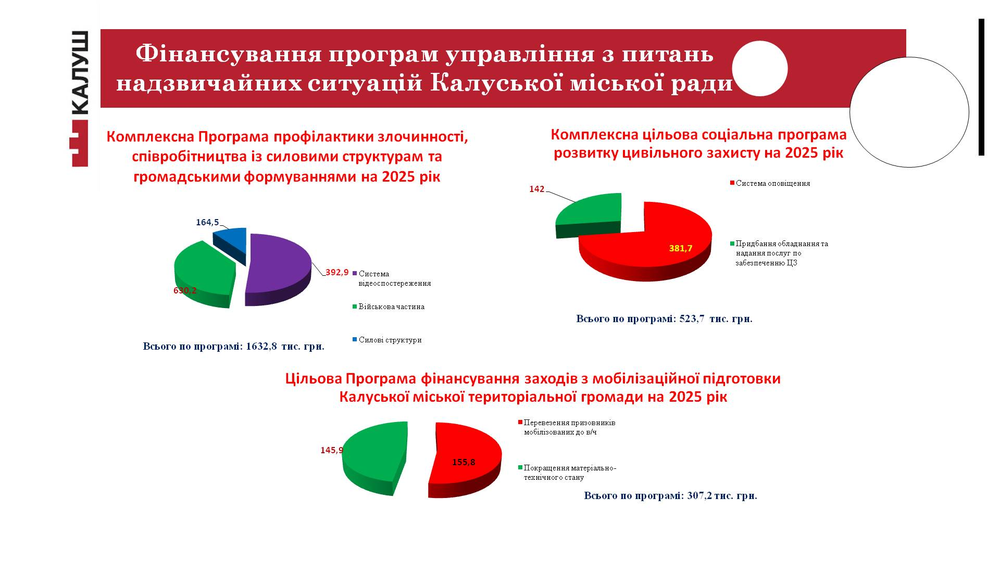 КАЛУШ
Фінансування програм управління з питань
надзвичайних ситуацій Калуської міської ради
Комплексна Програма профілактики злочинності,
співробітництва із силовими структурам та
громадськими формуваннями на 2025 рік
164,5
630,2
392,9
Система
відеоспостереження
Військова частина
Силові структури
Всього по програмі: 1632,8 тис. грн.
Комплексна цільова соціальна програма
розвитку цивільного захисту на 2025 рік
142
381,7
Система оповіщення
Придбання обладнання та
надання послуг по
забезпеченню ЦЗ
Всього по програмі: 523,7 тис. грн.
Цільова Програма фінансування заходів з мобілізаційної підготовки
Калуської міської територіальної громади на 2025 рік
145,9
155,8
Перевезення призовників
мобілізованих до в/ч
Покращення матеріально-
технічного стану
Всього по програмі: 307,2 тис. грн.